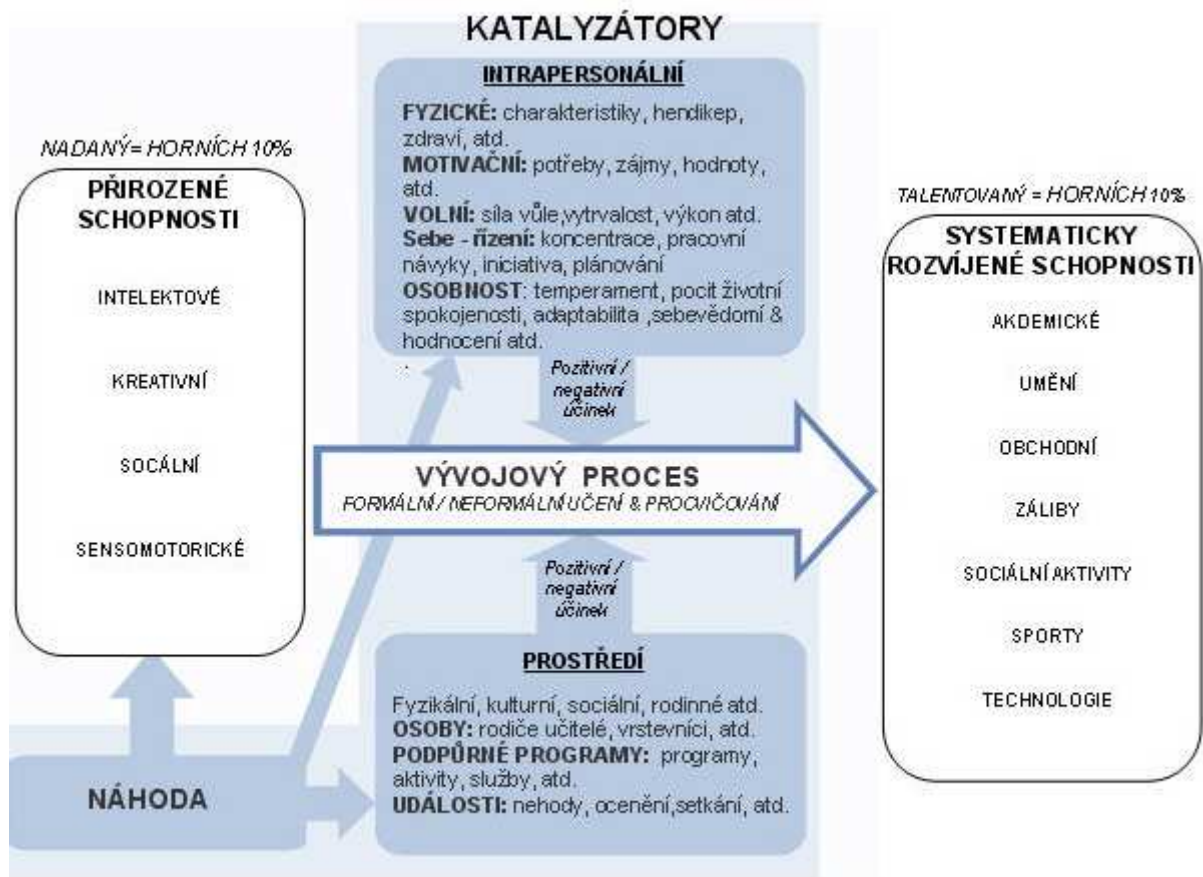 KATALYZÁTORY
INTRAPERSONÁLNÍ
FYZICKÉ: charakteristiky, hendikep,
zdraví, atd.
MOTIVAČNÍ: potřeby, zájmy, hodnoty,
atd.
VOLNÍ: síla vůle,vytrvalost, výkon atd.
Sebe - řízení: koncentrace, pracovní
návyky, iniciativa, plánování
OSOBNOST: temperament, pocit životní
spokojenosti, adaptabilita ,sebevědomí &
hodnocení atd.
.
Pozitivní /
negativní
účinek
NADANÝ= HORNÍCH 10%
PŘIROZENÉ
SCHOPNOSTI
INTELEKTOVÉ
KREATIVNÍ
SOCÁLNÍ
SENSOMOTORICKÉ
VÝVOJOVÝ PROCES
FORMÁLNÍ / NEFORMÁLNÍ UČENÍ & PROCVIČOVÁNÍ
TALENTOVANÝ = HORNÍCH 10%
SYSTEMATICKY
ROZVÍJENÉ SCHOPNOSTI
AKDEMICKÉ
UMĚNÍ
OBCHODNÍ
ZÁLIBY
SOCIÁLNÍ AKTIVITY
SPORTY
TECHNOLOGIE
Pozitivní /
negativní
účinek
PROSTŘEDÍ
Fyzikální, kulturní, sociální, rodinné atd.
OSOBY: rodiče učitelé, vrstevníci, atd.
PODPŮRNÉ PROGRAMY: programy,
aktivity, služby, atd.
UDÁLOSTI: nehody, ocenění,setkání, atd.
NÁHODA